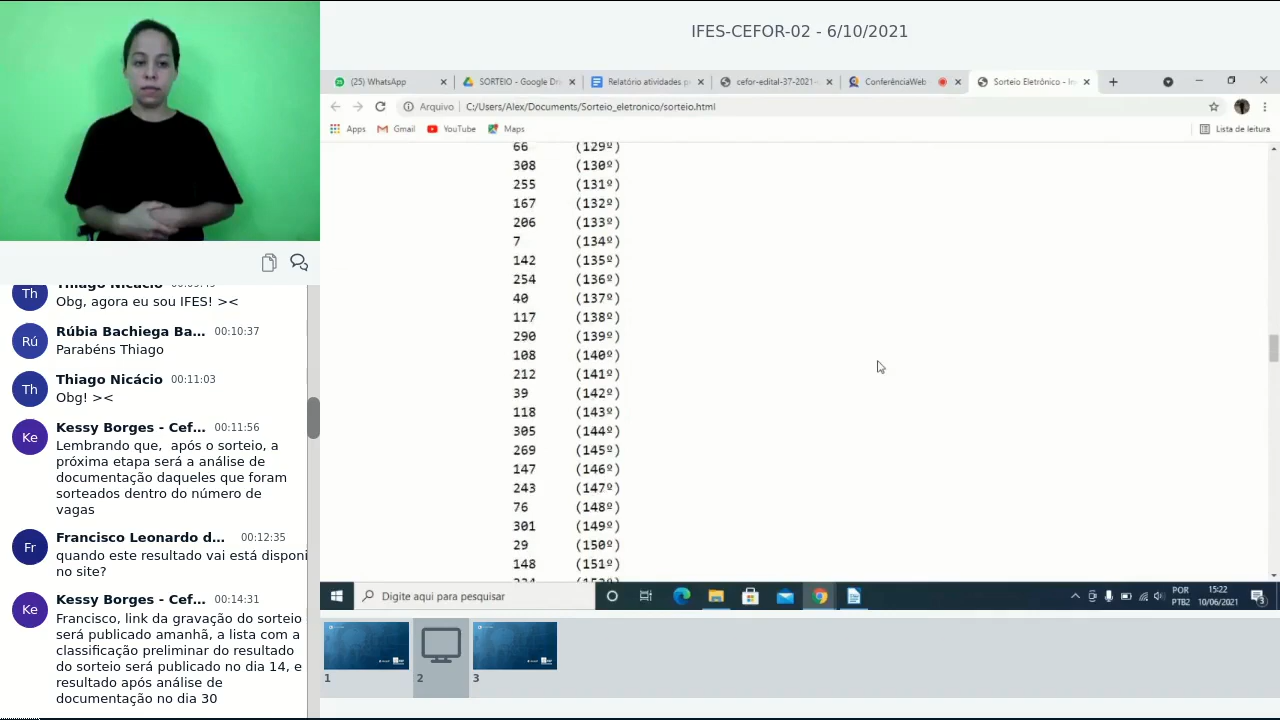 IFES-CEFOR-02 - 6/10/2021
(25) WhatsApp
SORTEIO - Google Dri
Relatório atividades p
cefor-edital-37-2021-
ConferênciaWeb
Sorteio Eletrônico - In
Arquivo | C:/Users/Alex/Documents/Sorteio_eletronico/sorteio.html
Apps Gmail YouTube Maps Lista de leitura
66 (129º)
308 (130º)
255 (131º)
167 (132º)
206 (133º)
7 (134º)
142 (135º)
254 (136º)
40 (137º)
117 (138º)
290 (139º)
108 (140º)
212 (141º)
39 (142º)
118 (143º)
305 (144º)
269 (145º)
147 (146º)
243 (147º)
76 (148º)
301 (149º)
29 (150º)
148 (151º)
Th Thiago Nicácio
Obg, agora eu sou IFES! ><
Rú Rúbia Bachiega Ba... 00:10:37
Parabéns Thiago
Th Thiago Nicácio 00:11:03
Obg! ><
Ke Kessy Borges - Cef... 00:11:56
Lembrando que, após o sorteio, a
próxima etapa será a análise de
documentação daqueles que foram
sorteados dentro do número de
vagas
Fr Francisco Leonardo d... 00:12:35
quando este resultado vai está disponi
no site?
Ke Kessy Borges - Cef... 00:14:31
Francisco, link da gravação do sorteio
será publicado amanhã, a lista com a
classificação preliminar do resultado
do sorteio será publicado no dia 14, e
resultado após análise de
documentação no dia 30
Digite aqui para pesquisar
POR
PTB2
15:22
10/06/2021
3
1
2
3